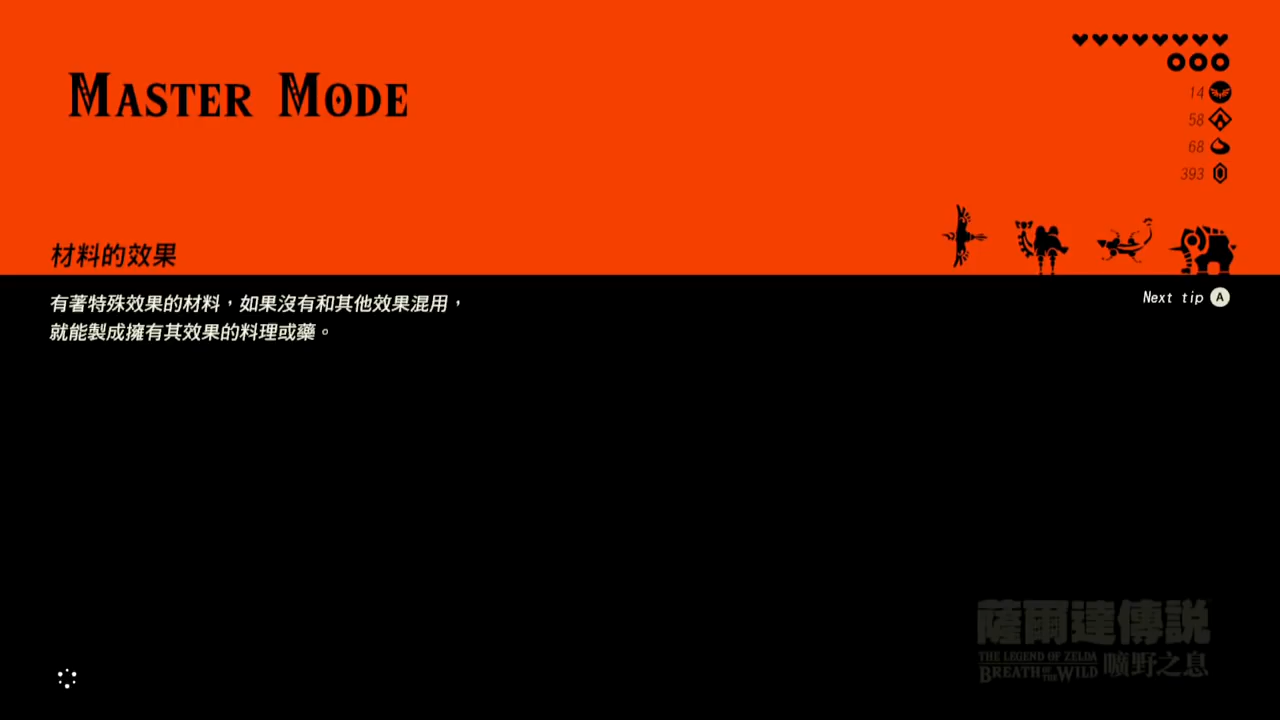 MASTER MODE
14
58
68
393
材料的效果
有著特殊效果的材料，如果沒有和其他效果混用，
就能製成擁有其效果的料理或藥。
Next tip A
薩爾達傳說
THE LEGEND OF ZELDA
BREATH OF THE WILD 曠野之息